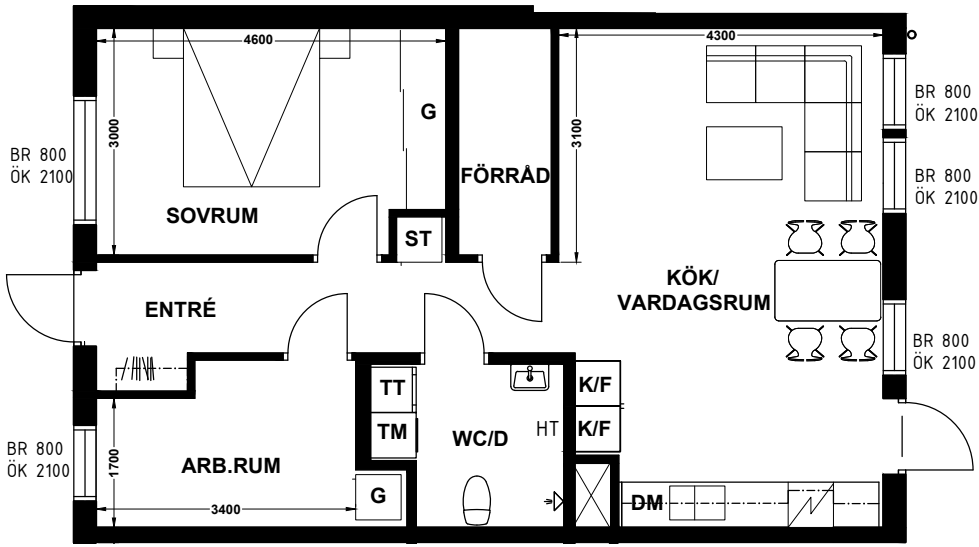 4600
4300
3000
3100
G
BR 800
ÖK 2100
BR 800
ÖK 2100
FÖRRÅD
BR 800
ÖK 2100
SOVRUM
ST
KÖK/
VARDAGSRUM
ENTRÉ
BR 800
ÖK 2100
TT
K/F
TM
WC/D
HT
K/F
BR 800
ÖK 2100
1700
ARB.RUM
G
3400
DM